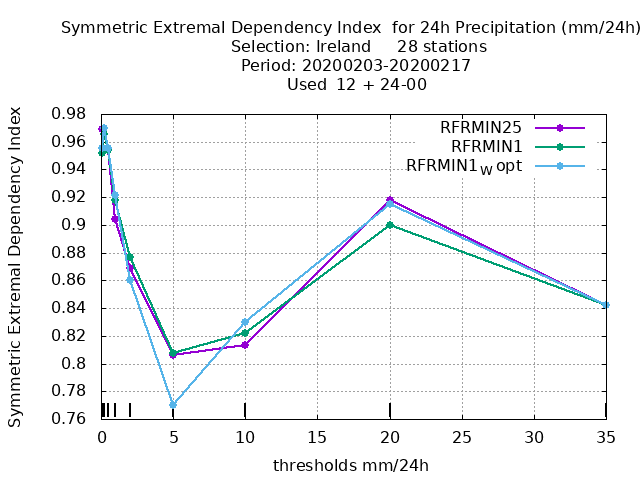 Symmetric Extremal Dependency Index  for 24h Precipitation (mm/24h)
Selection: Ireland     28 stations
Period: 20200203-20200217
Used  12 + 24-00
Symmetric Extremal Dependency Index
0.98
0.96
0.94
0.92
0.9
0.88
0.86
0.84
0.82
0.8
0.78
0.76
RFRMIN25
RFRMIN1
RFRMIN1W opt
0 5 10 15 20 25 30 35
thresholds mm/24h